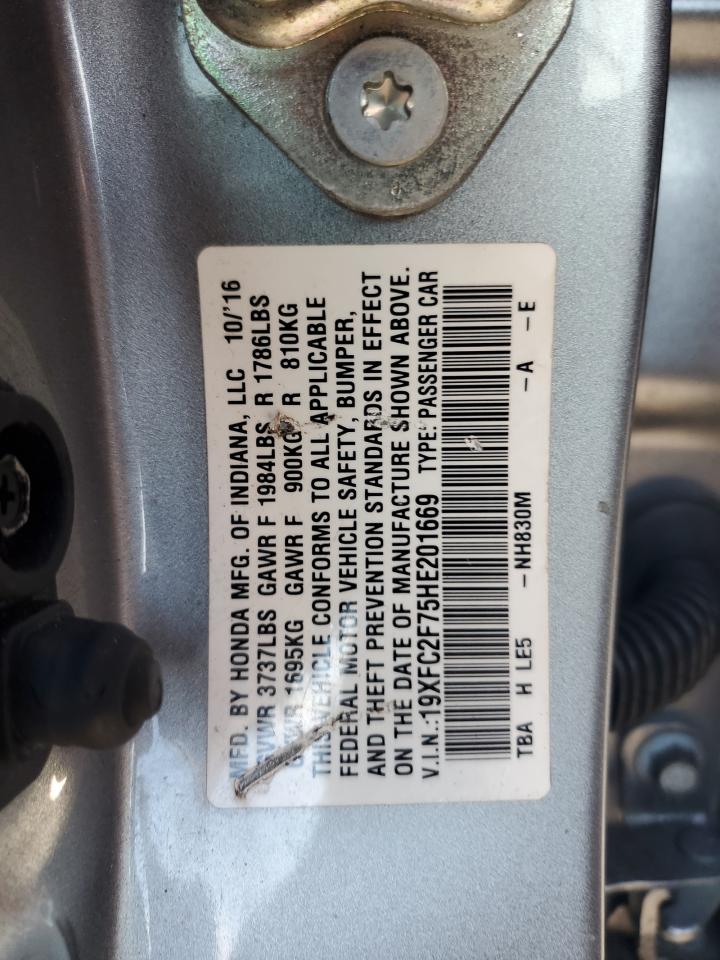 MFD. BY HONDA MFG. OF INDIANA, LLC 10/'16
GVWR 3737LBS GAWR F 1984LBS R 1786LBS
GVWR 1695KG GAWR F 900KG R 810KG
THIS VEHICLE CONFORMS TO ALL APPLICABLE
FEDERAL MOTOR VEHICLE SAFETY, BUMPER,
AND THEFT PREVENTION STANDARDS IN EFFECT
ON THE DATE OF MANUFACTURE SHOWN ABOVE.
V.I.N.:19XFC2F75HE201669 TYPE: PASSENGER CAR
TBA H LE5 -NH830M -A -E